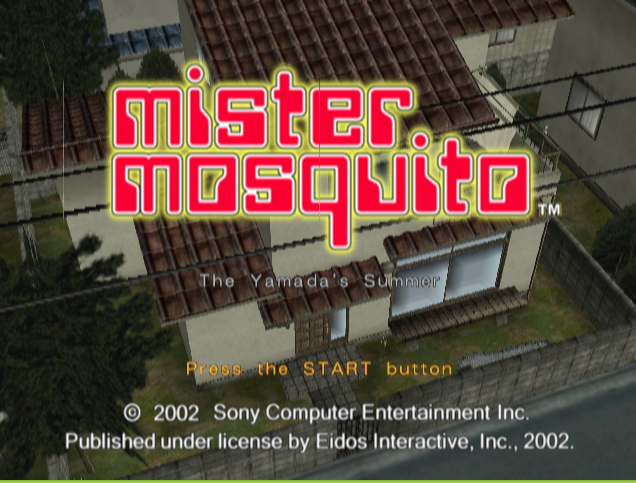 mister
mosquito™
The Yamada's Summer
Press the START button
© 2002 Sony Computer Entertainment Inc.
Published under license by Eidos Interactive, Inc., 2002.